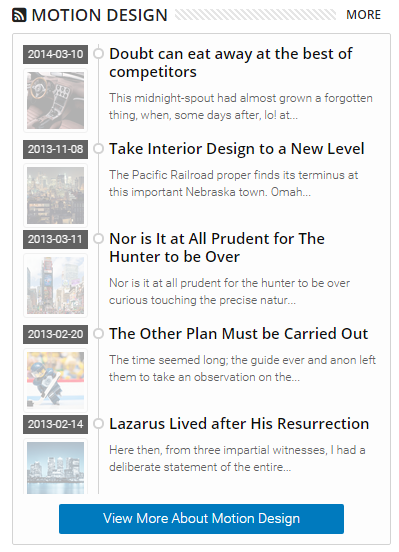 MOTION DESIGN MORE
2014-03-10
Doubt can eat away at the best of
competitors
This midnight-spout had almost grown a forgotten
thing, when, some days after, lo! at...
2013-11-08
Take Interior Design to a New Level
The Pacific Railroad proper finds its terminus at
this important Nebraska town. Omah...
2013-03-11
Nor is It at All Prudent for The
Hunter to be Over
Nor is it at all prudent for the hunter to be over
curious touching the precise natur...
2013-02-20
The Other Plan Must be Carried Out
The time seemed long; the guide ever and anon left
them to take an observation on the...
2013-02-14
Lazarus Lived after His Resurrection
Here then, from three impartial witnesses, I had a
deliberate statement of the entire...
View More About Motion Design